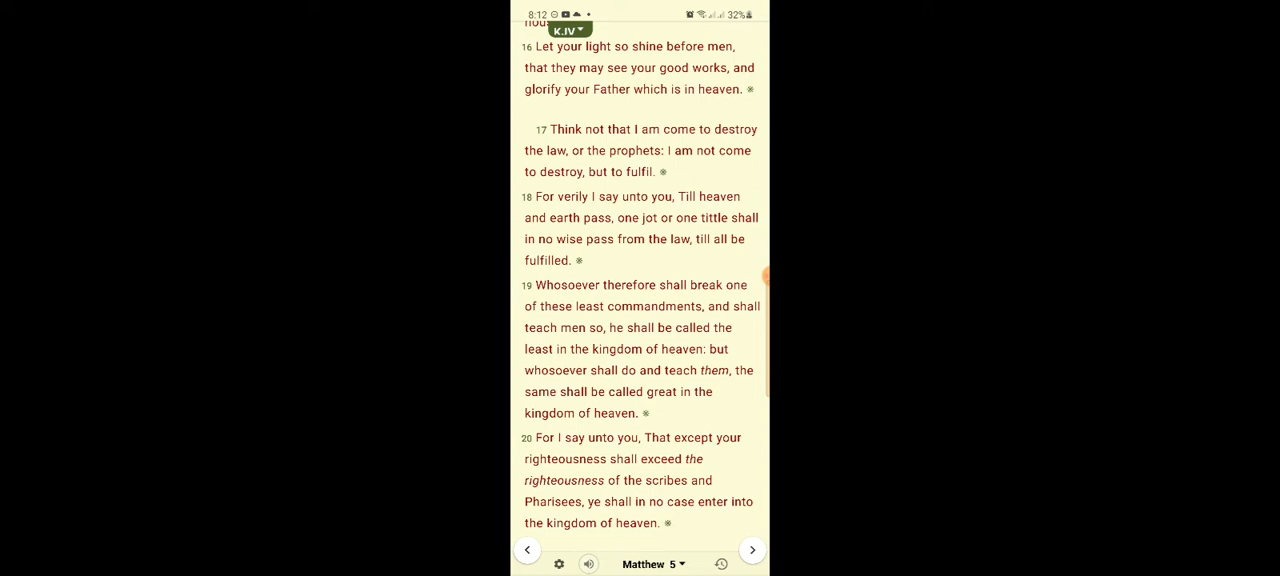 8:12
32%
KJV
16 Let your light so shine before men,
that they may see your good works, and
glorify your Father which is in heaven. ※
17 Think not that I am come to destroy
the law, or the prophets: I am not come
to destroy, but to fulfil. ※
18 For verily I say unto you, Till heaven
and earth pass, one jot or one tittle shall
in no wise pass from the law, till all be
fulfilled. ※
19 Whosoever therefore shall break one
of these least commandments, and shall
teach men so, he shall be called the
least in the kingdom of heaven: but
whosoever shall do and teach them, the
same shall be called great in the
kingdom of heaven. ※
20 For I say unto you, That except your
righteousness shall exceed the
righteousness of the scribes and
Pharisees, ye shall in no case enter into
the kingdom of heaven. ※
Matthew 5